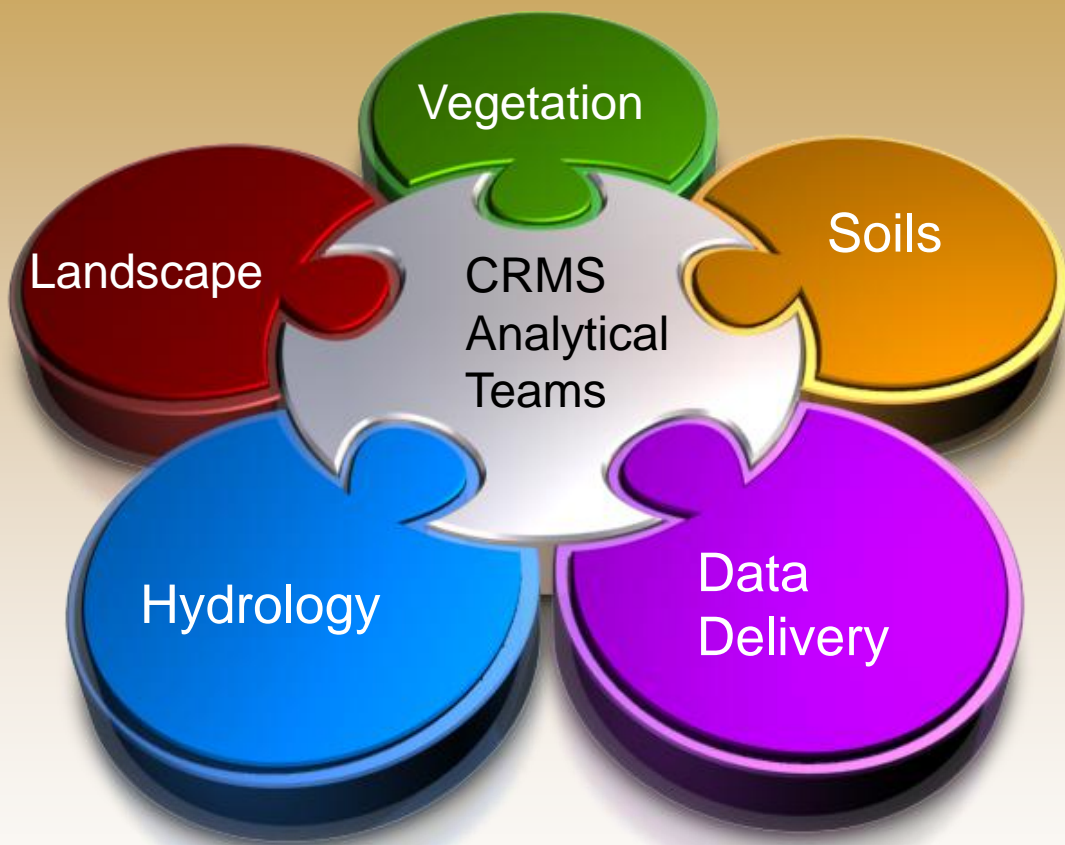 Vegetation
Landscape
Soils
CRMS
Analytical
Teams
Hydrology
Data
Delivery